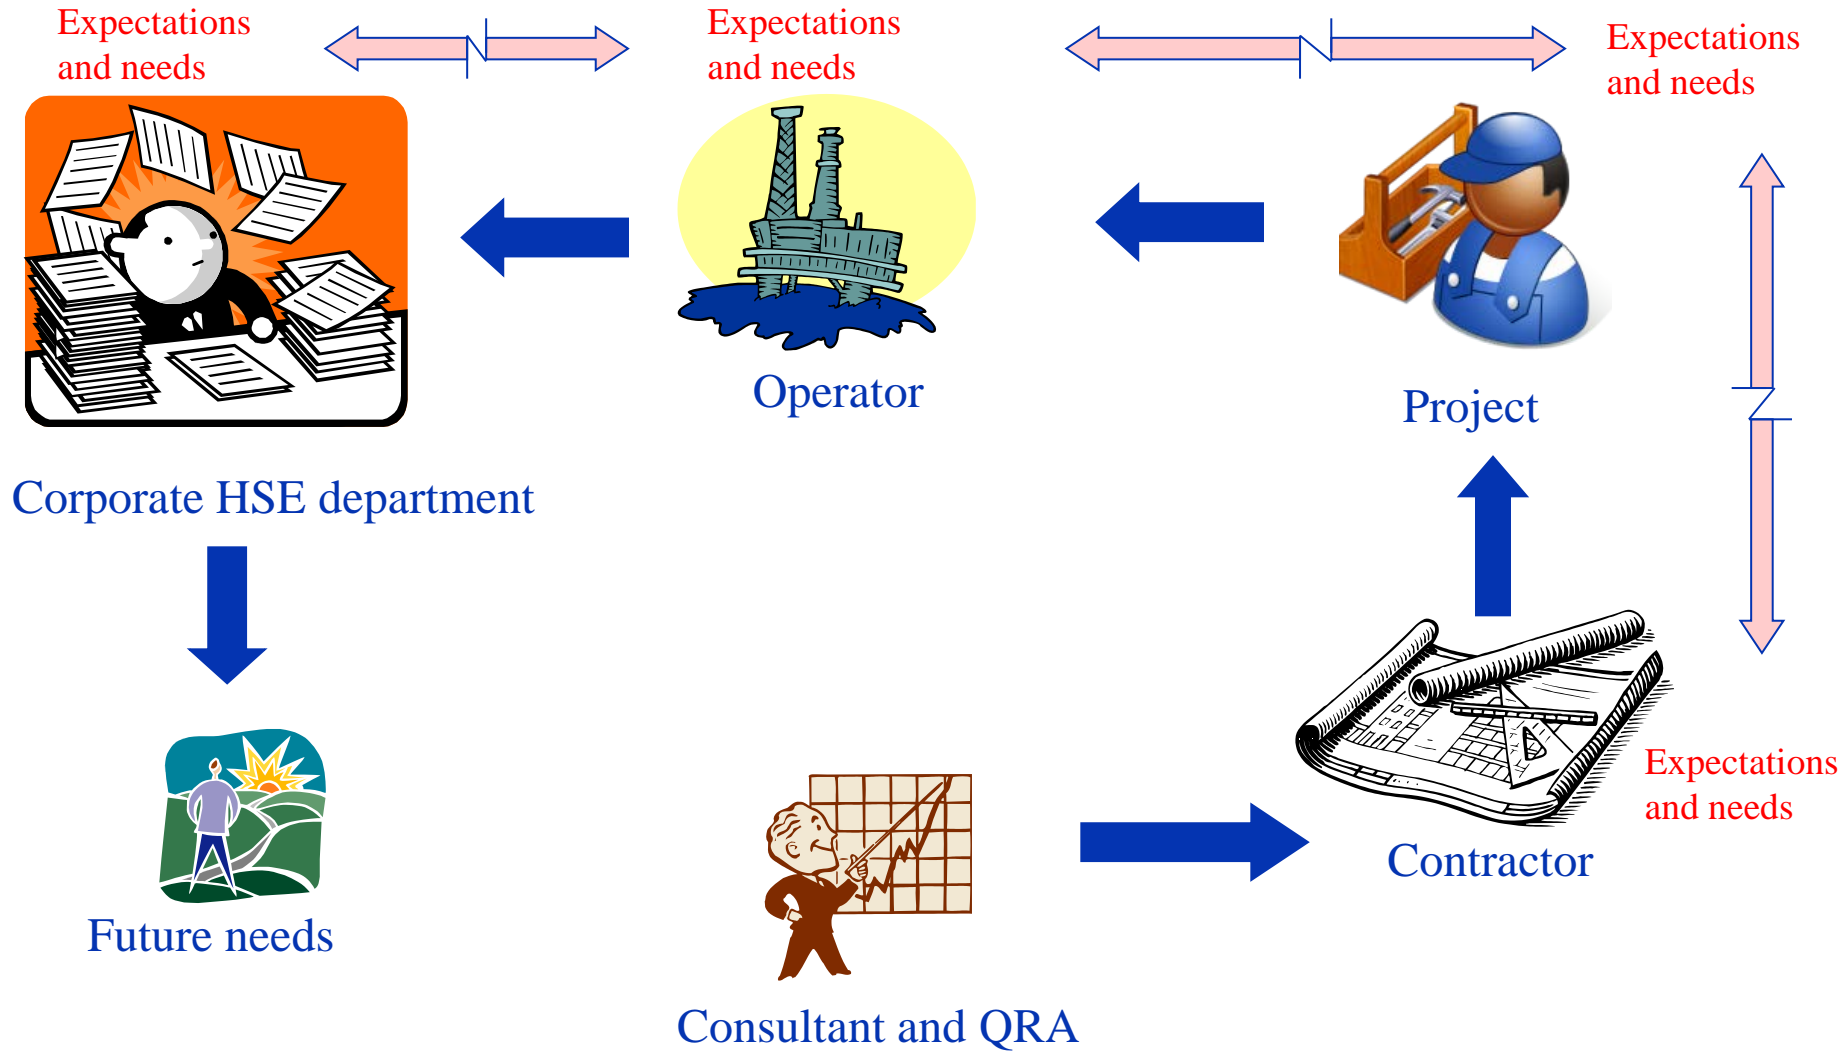 Expectations
and needs
Expectations
and needs
Expectations
and needs
Operator
Project
Corporate HSE department
Expectations
and needs
Contractor
Future needs
Consultant and QRA